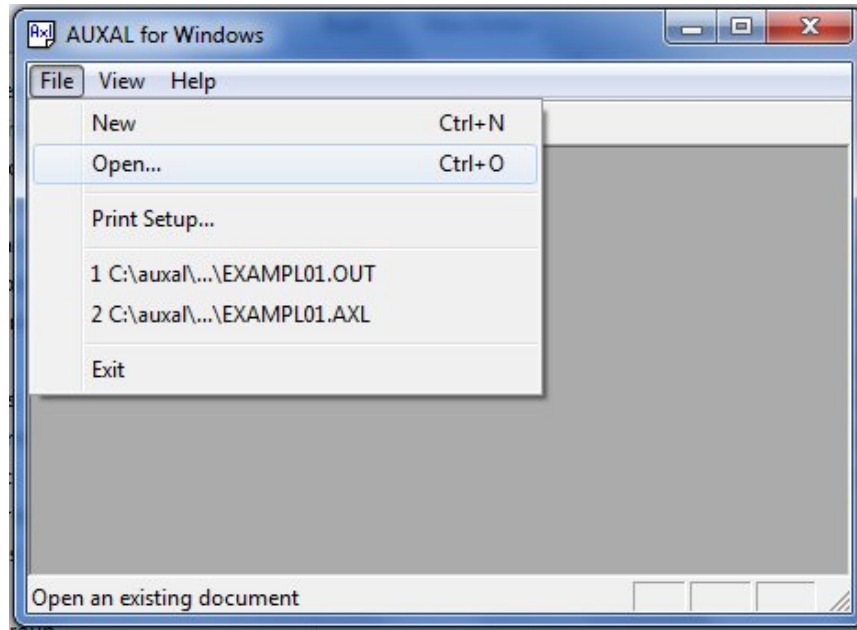 AUXAL for Windows
File View Help
New Ctrl+N
Open... Ctrl+O
Print Setup...
1 C:\auxal\...\EXAMPL01.OUT
2 C:\auxal\...\EXAMPL01.AXL
Exit
Open an existing document